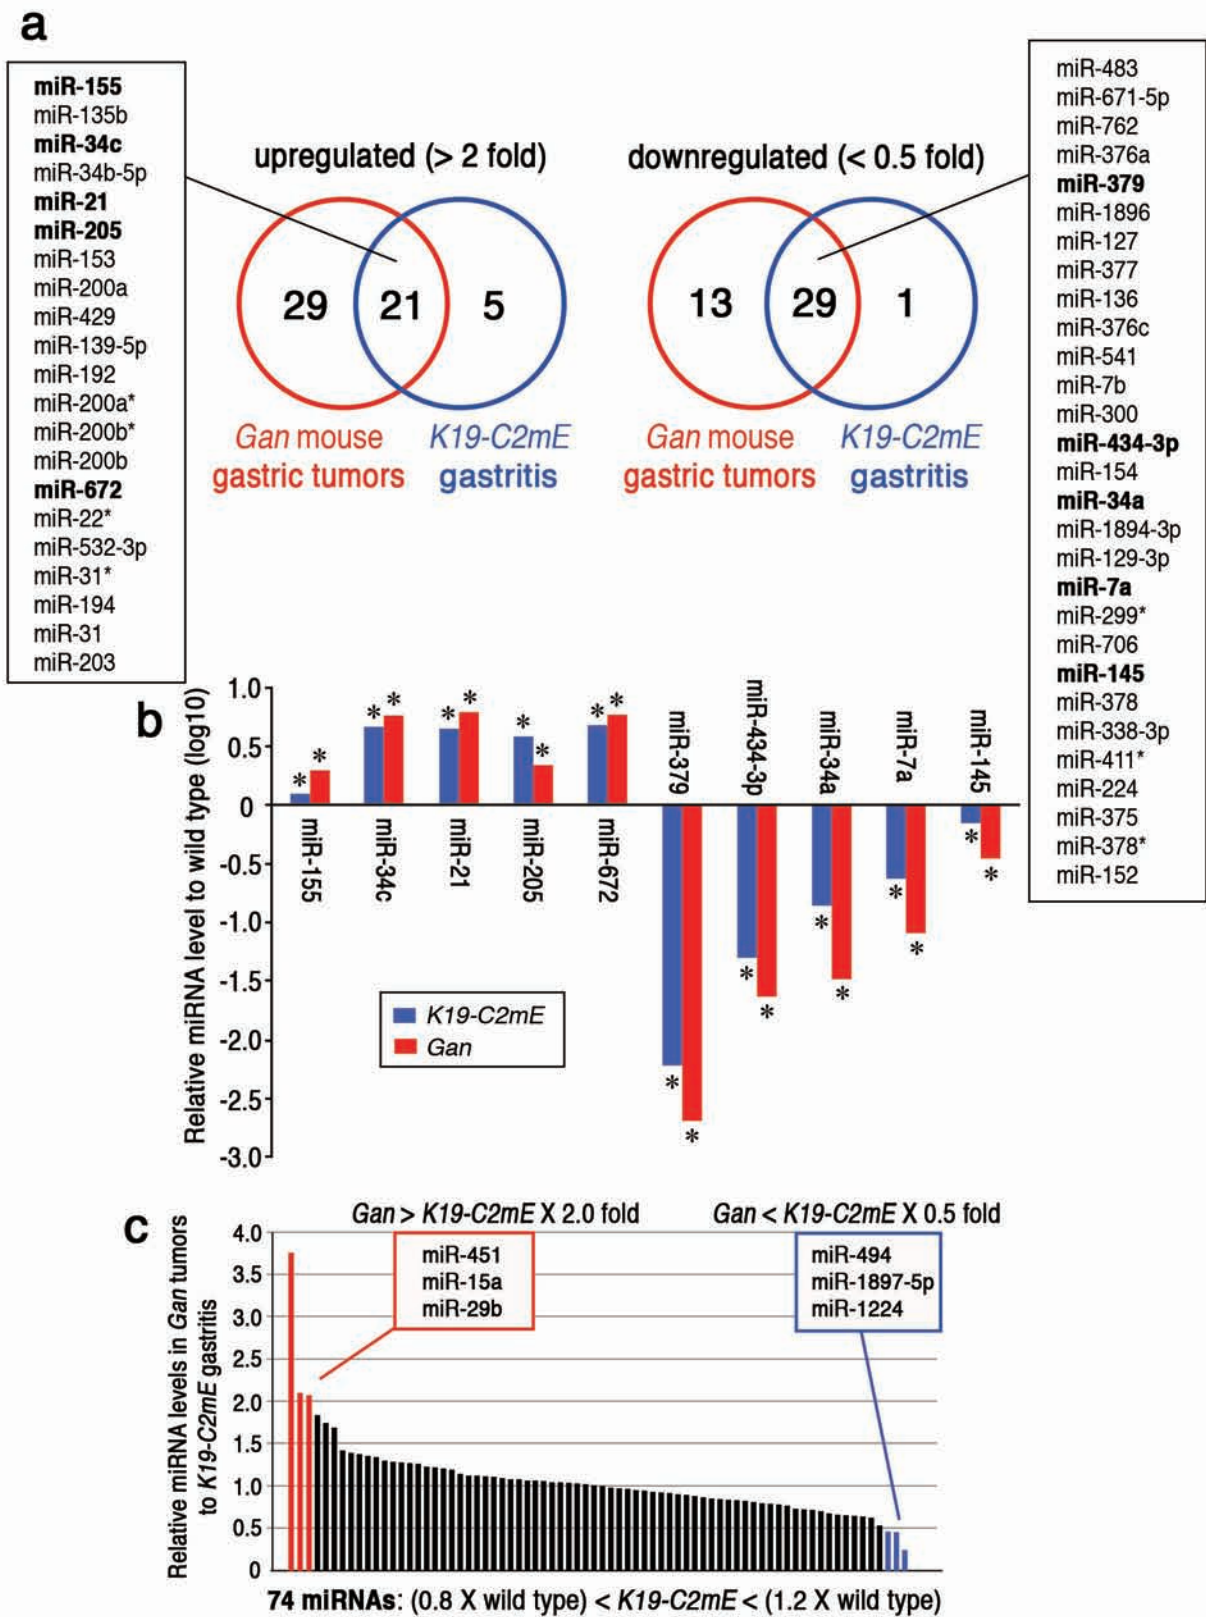 a
miR-155
miR-135b
miR-34c
miR-34b-5p
miR-21
miR-205
miR-153
miR-200a
miR-429
miR-139-5p
miR-192
miR-200a*
miR-200b*
miR-200b
miR-672
miR-22*
miR-532-3p
miR-31*
miR-194
miR-31
miR-203
upregulated (> 2 fold)
29 21 5
Gan mouse
gastric tumors
K19-C2mE
gastritis
downregulated (< 0.5 fold)
13 29 1
Gan mouse
gastric tumors
K19-C2mE
gastritis
miR-483
miR-671-5p
miR-762
miR-376a
miR-379
miR-1896
miR-127
miR-377
miR-136
miR-376c
miR-541
miR-7b
miR-300
miR-434-3p
miR-154
miR-34a
miR-1894-3p
miR-129-3p
miR-7a
miR-299*
miR-706
miR-145
miR-378
miR-338-3p
miR-411*
miR-224
miR-375
miR-378*
miR-152
b
Relative miRNA level to wild type (log10)
1.0
0.5
0
-0.5
-1.0
-1.5
-2.0
-2.5
-3.0
* * * * * * * * * *
miR-155
miR-34c
miR-21
miR-205
miR-672
miR-379
miR-434-3p
miR-34a
miR-7a
miR-145
* * * * * * * * * *
K19-C2mE
Gan
c
Relative miRNA levels in Gan tumors
to K19-C2mE gastritis
4.0
3.5
3.0
2.5
2.0
1.5
1.0
0.5
0
Gan > K19-C2mE X 2.0 fold
miR-451
miR-15a
miR-29b
Gan < K19-C2mE X 0.5 fold
miR-494
miR-1897-5p
miR-1224
74 miRNAs: (0.8 X wild type) < K19-C2mE < (1.2 X wild type)